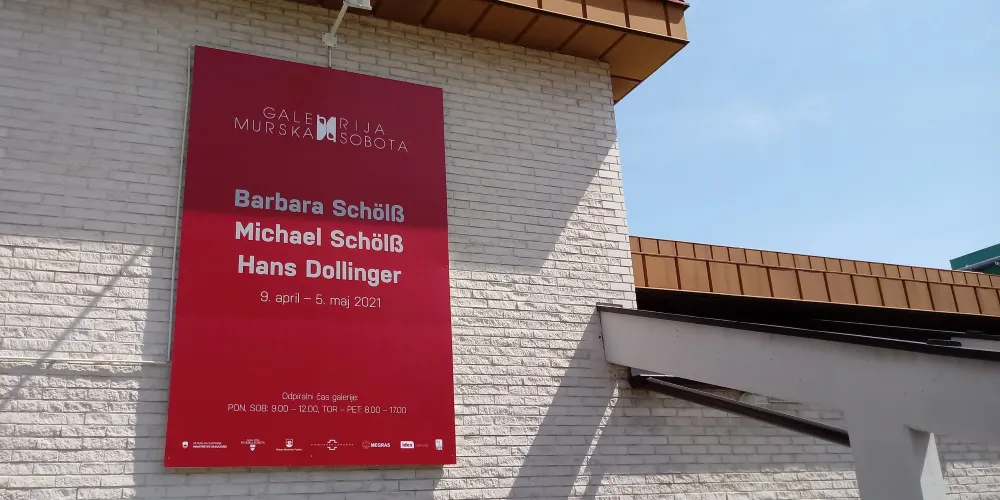 GALERIJA
MURSKA SOBOTA
Barbara Schölß
Michael Schölß
Hans Dollinger
9. april – 5. maj 2021
Odpiralni čas galerije:
PON, SOB: 9.00 – 12.00, TOR – PET: 8.00 – 17.00
MEGRAS